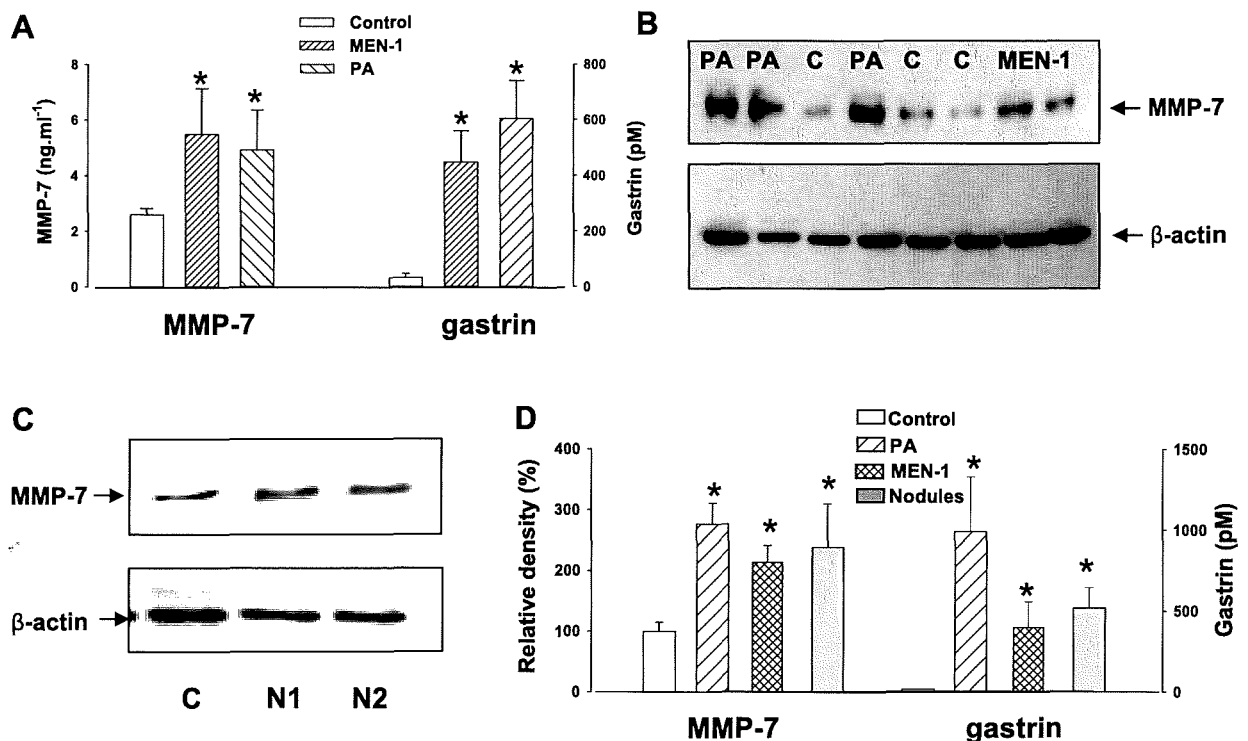 A
Control
MEN-1
PA
MMP-7 (ng.ml⁻¹)
8
6
4
2
0
800
600
400
200
0
Gastrin (pM)
* * * *
MMP-7 gastrin
B
PA PA C PA C C MEN-1
MMP-7
β-actin
C
MMP-7
β-actin
C N1 N2
D
Control
PA
MEN-1
Nodules
Relative density (%)
400
300
200
100
0
1500
1000
500
0
Gastrin (pM)
* * * * * *
MMP-7 gastrin